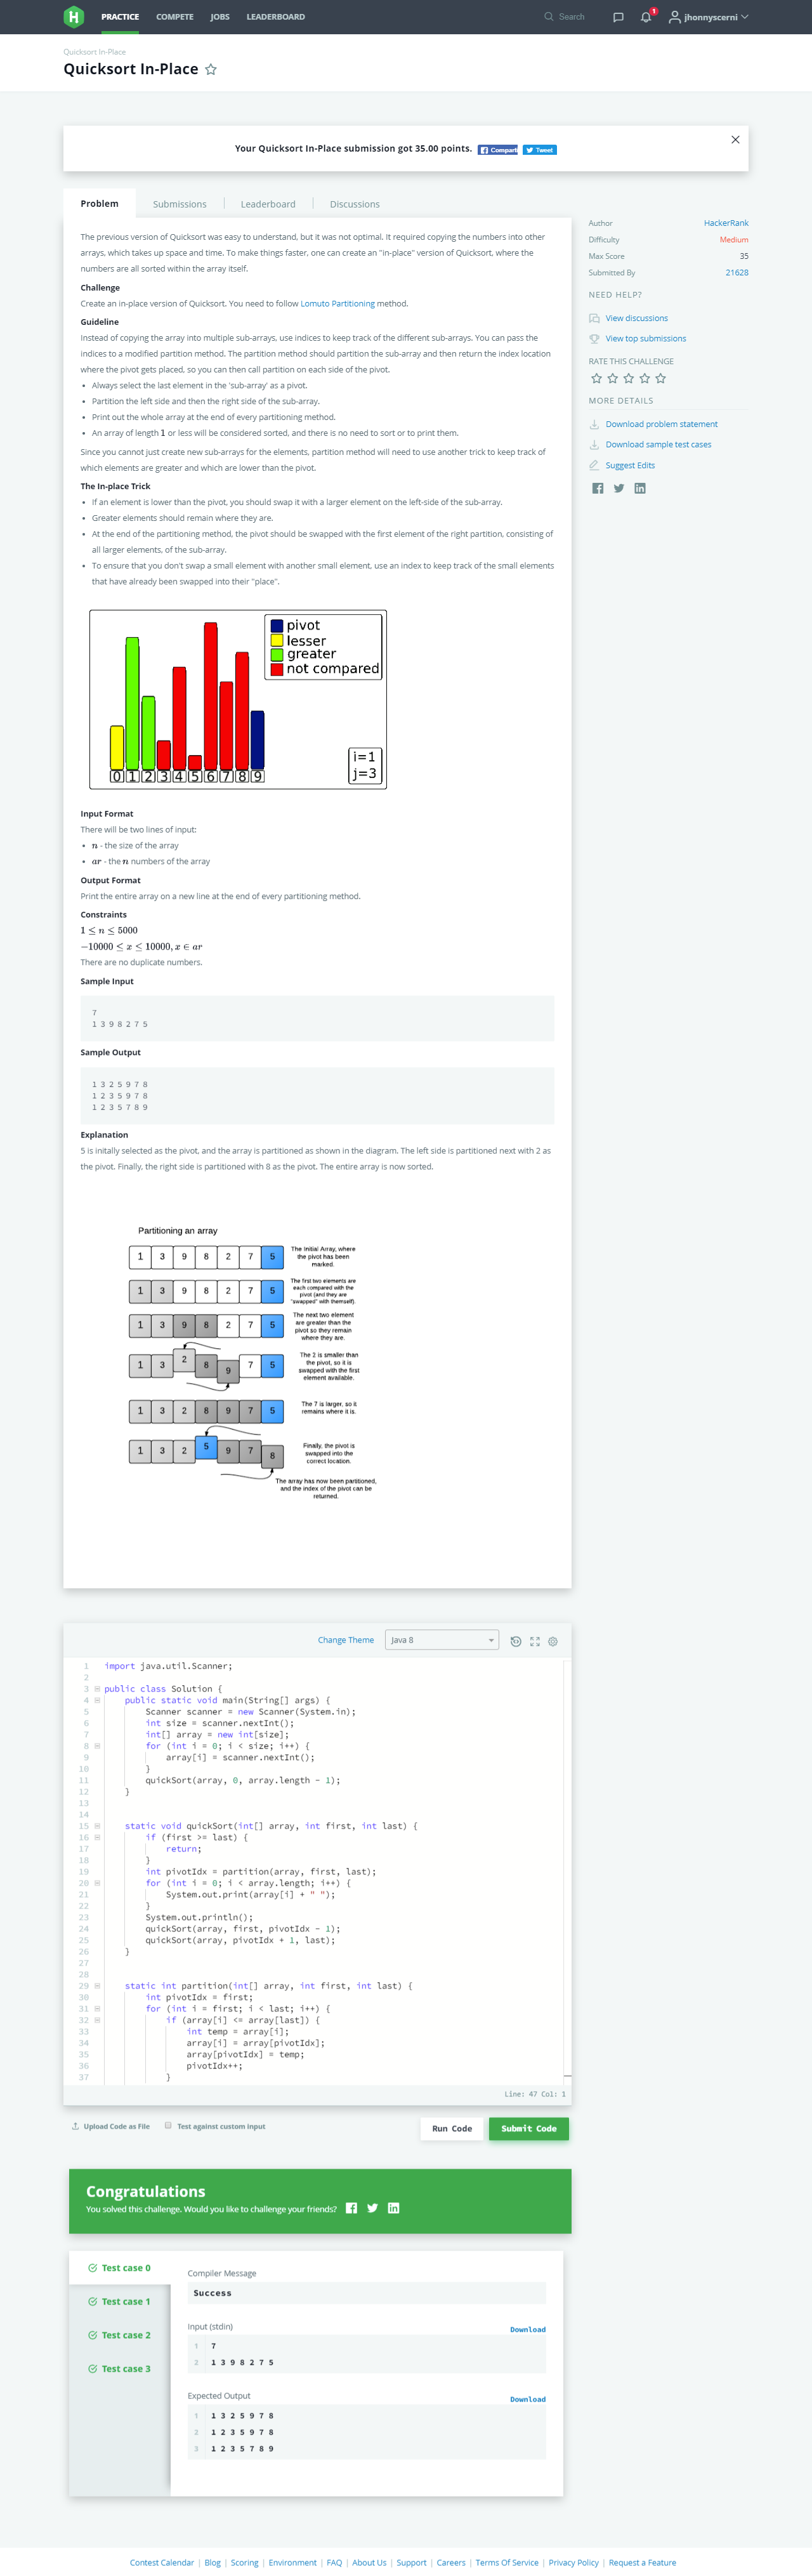 PRACTICE COMPETE JOBS LEADERBOARD Search 1 jhonnyscerni
Quicksort In-Place
Quicksort In-Place
Your Quicksort In-Place submission got 35.00 points. Comparti Tweet
Problem Submissions Leaderboard Discussions
The previous version of Quicksort was easy to understand, but it was not optimal. It required copying the numbers into other
arrays, which takes up space and time. To make things faster, one can create an "in-place" version of Quicksort, where the
numbers are all sorted within the array itself.
Challenge
Create an in-place version of Quicksort. You need to follow Lomuto Partitioning method.
Guideline
Instead of copying the array into multiple sub-arrays, use indices to keep track of the different sub-arrays. You can pass the
indices to a modified partition method. The partition method should partition the sub-array and then return the index location
where the pivot gets placed, so you can then call partition on each side of the pivot.
• Always select the last element in the 'sub-array' as a pivot.
• Partition the left side and then the right side of the sub-array.
• Print out the whole array at the end of every partitioning method.
• An array of length 1 or less will be considered sorted, and there is no need to sort or to print them.
Since you cannot just create new sub-arrays for the elements, partition method will need to use another trick to keep track of
which elements are greater and which are lower than the pivot.
The In-place Trick
• If an element is lower than the pivot, you should swap it with a larger element on the left-side of the sub-array.
• Greater elements should remain where they are.
• At the end of the partitioning method, the pivot should be swapped with the first element of the right partition, consisting of
all larger elements, of the sub-array.
• To ensure that you don't swap a small element with another small element, use an index to keep track of the small elements
that have already been swapped into their "place".
pivot
lesser
greater
not compared
i=1
j=3
0 1 2 3 4 5 6 7 8 9
Input Format
There will be two lines of input:
• n - the size of the array
• ar - the n numbers of the array
Output Format
Print the entire array on a new line at the end of every partitioning method.
Constraints
1 ≤ n ≤ 5000
−10000 ≤ x ≤ 10000, x ∈ ar
There are no duplicate numbers.
Sample Input
7
1 3 9 8 2 7 5
Sample Output
1 3 2 5 9 7 8
1 2 3 5 9 7 8
1 2 3 5 7 8 9
Explanation
5 is initally selected as the pivot, and the array is partitioned as shown in the diagram. The left side is partitioned next with 2 as
the pivot. Finally, the right side is partitioned with 8 as the pivot. The entire array is now sorted.
Partitioning an array
1 3 9 8 2 7 5
The Initial Array, where
the pivot has been
marked.
1 3 9 8 2 7 5
The first two elements are
each compared with the
pivot (and they are
"swapped" with themself).
1 3 9 8 2 7 5
The next two element
are greater than the
pivot so they remain
where they are.
1 3 2 8 9 7 5
The 2 is smaller than
the pivot, so it is
swapped with the first
element available.
1 3 2 8 9 7 5
The 7 is larger, so it
remains where it is.
1 3 2 5 9 7 8
Finally, the pivot is
swapped into the
correct location.
The array has now been partitioned,
and the index of the pivot can be
returned.
Author HackerRank
Difficulty Medium
Max Score 35
Submitted By 21628
NEED HELP?
View discussions
View top submissions
RATE THIS CHALLENGE
MORE DETAILS
Download problem statement
Download sample test cases
Suggest Edits
Change Theme Java 8
1 import java.util.Scanner;
2
3 public class Solution {
4 public static void main(String[] args) {
5 Scanner scanner = new Scanner(System.in);
6 int size = scanner.nextInt();
7 int[] array = new int[size];
8 for (int i = 0; i < size; i++) {
9 array[i] = scanner.nextInt();
10 }
11 quickSort(array, 0, array.length - 1);
12 }
13
14
15 static void quickSort(int[] array, int first, int last) {
16 if (first >= last) {
17 return;
18 }
19 int pivotIdx = partition(array, first, last);
20 for (int i = 0; i < array.length; i++) {
21 System.out.print(array[i] + " ");
22 }
23 System.out.println();
24 quickSort(array, first, pivotIdx - 1);
25 quickSort(array, pivotIdx + 1, last);
26 }
27
28
29 static int partition(int[] array, int first, int last) {
30 int pivotIdx = first;
31 for (int i = first; i < last; i++) {
32 if (array[i] <= array[last]) {
33 int temp = array[i];
34 array[i] = array[pivotIdx];
35 array[pivotIdx] = temp;
36 pivotIdx++;
37 }
Line: 47 Col: 1
Upload Code as File Test against custom input Run Code Submit Code
Congratulations
You solved this challenge. Would you like to challenge your friends?
Test case 0
Test case 1
Test case 2
Test case 3
Compiler Message
Success
Input (stdin) Download
1 7
2 1 3 9 8 2 7 5
Expected Output Download
1 1 3 2 5 9 7 8
2 1 2 3 5 9 7 8
3 1 2 3 5 7 8 9
Contest Calendar | Blog | Scoring | Environment | FAQ | About Us | Support | Careers | Terms Of Service | Privacy Policy | Request a Feature